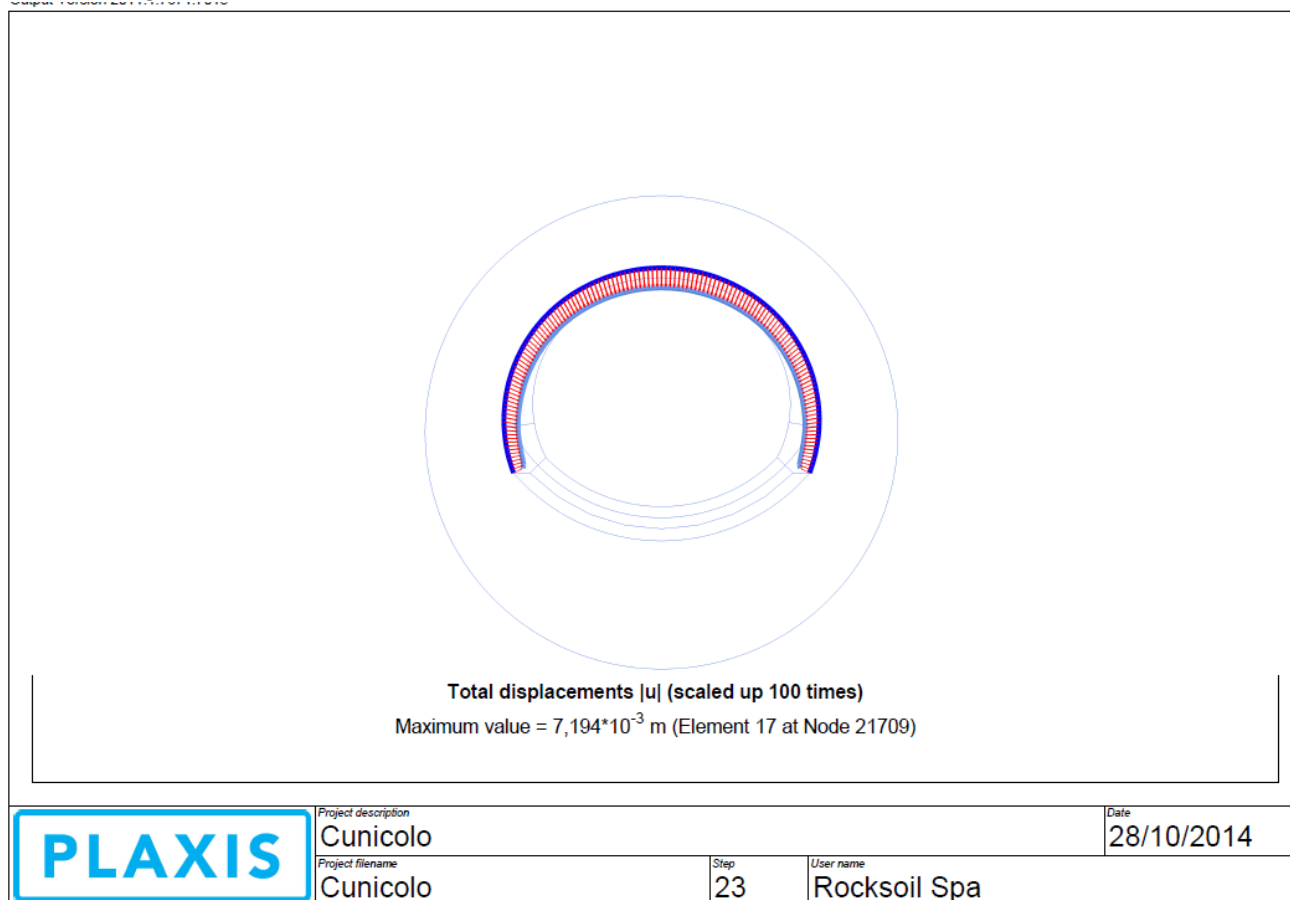 Total displacements |u| (scaled up 100 times)
Maximum value = 7,194*10-3 m (Element 17 at Node 21709)
PLAXIS
Project description
Cunicolo
Date
28/10/2014
Project filename
Cunicolo
Step
23
User name
Rocksoil Spa